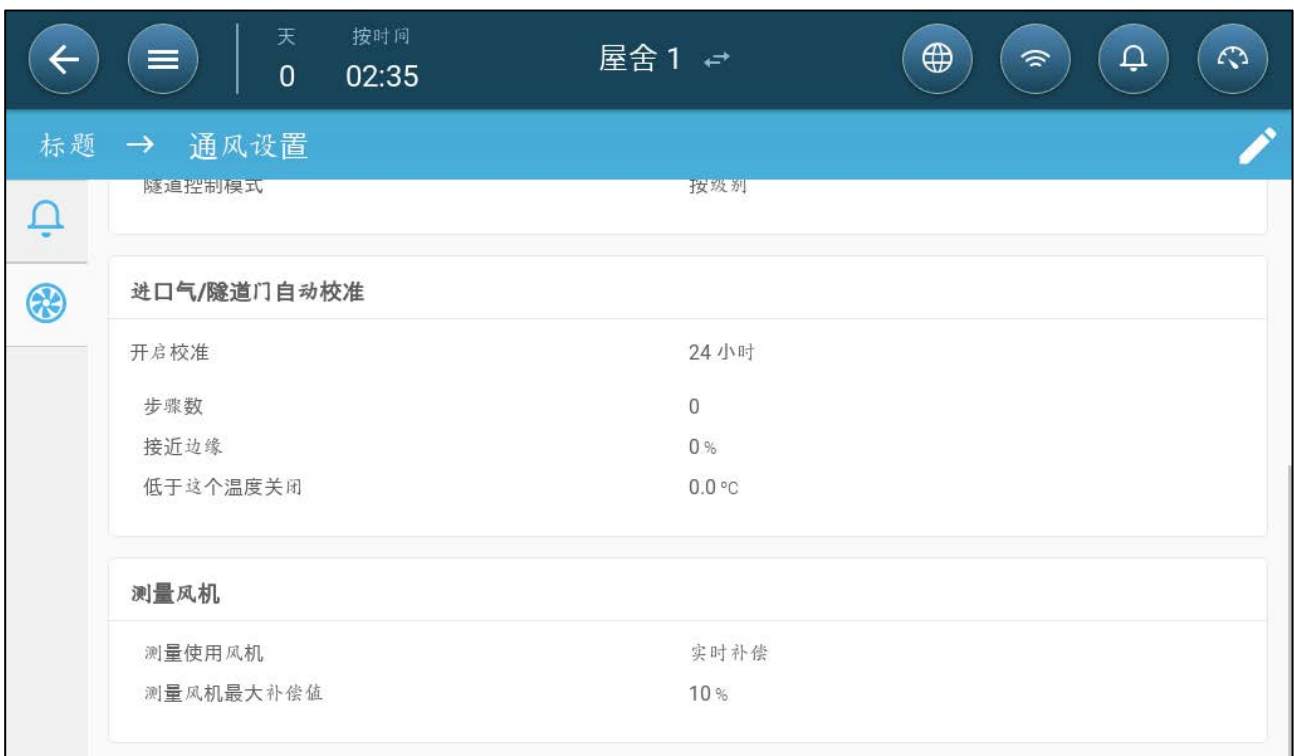 天 按时间
0 02:35 屋舍 1
标题 → 通风设置
隧道控制模式 按级别
进口气/隧道门自动校准
开启校准 24 小时
步骤数 0
接近边缘 0 %
低于这个温度关闭 0.0 °C
测量风机
测量使用风机 实时补偿
测量风机最大补偿值 10 %